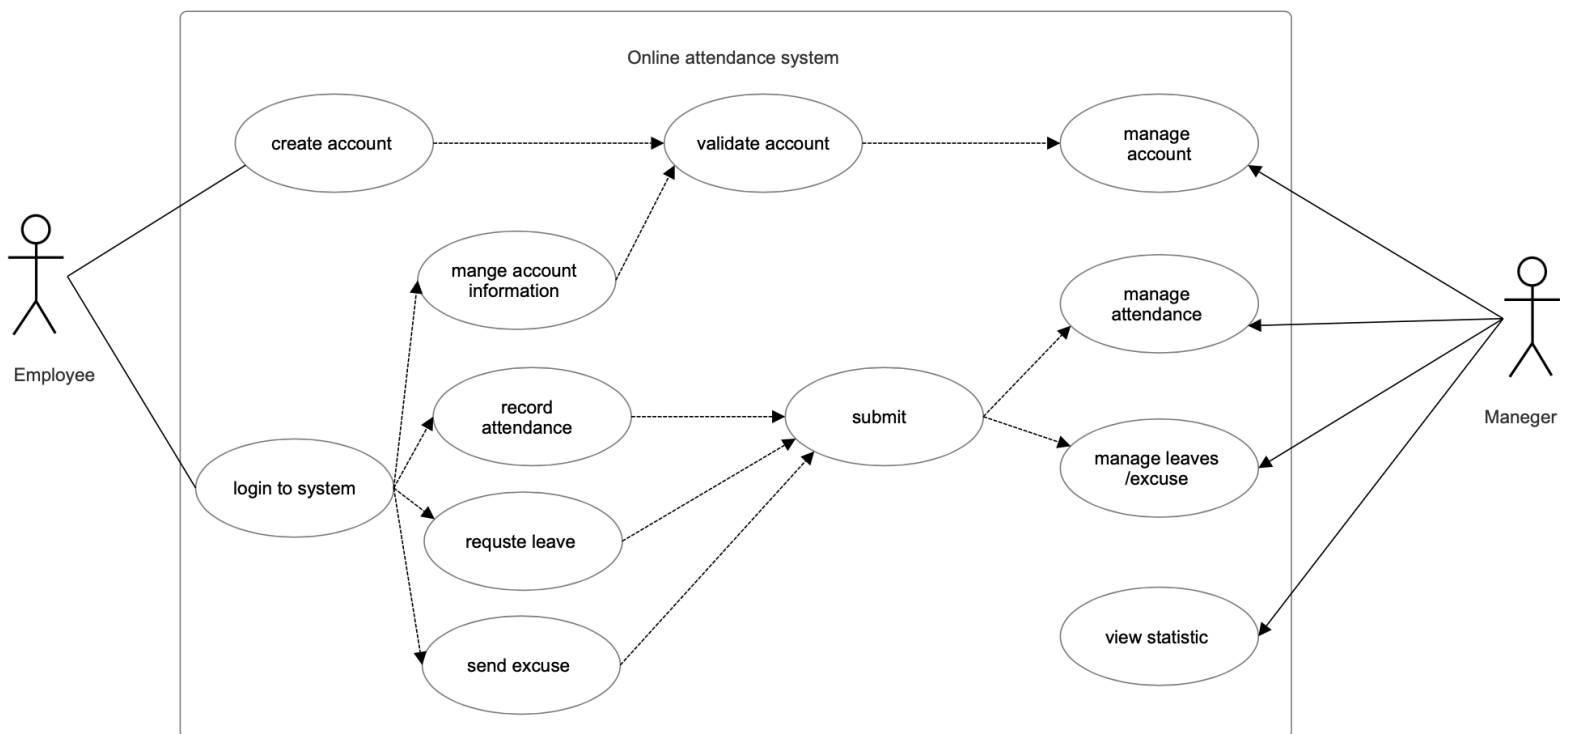 Online attendance system
create account
validate account
manage
account
mange account
information
manage
attendance
Employee
record
attendance
submit
Maneger
manage leaves
/excuse
login to system
requste leave
send excuse
view statistic